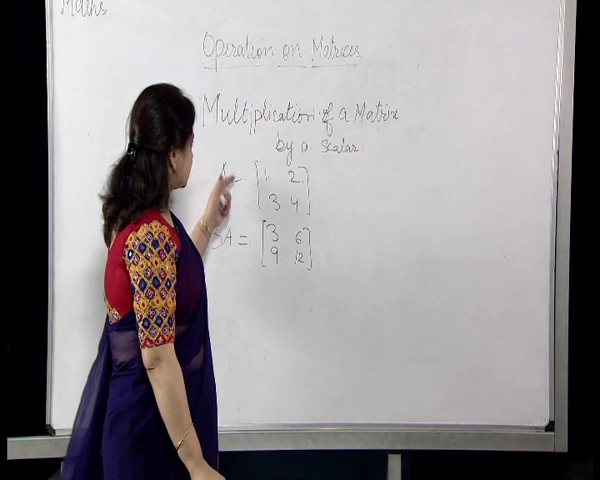 Maths
Operation on Matrices
Multiplication of a Matrix
by a Scalar
A = [1 2
3 4]
3A = [3 6
9 12]